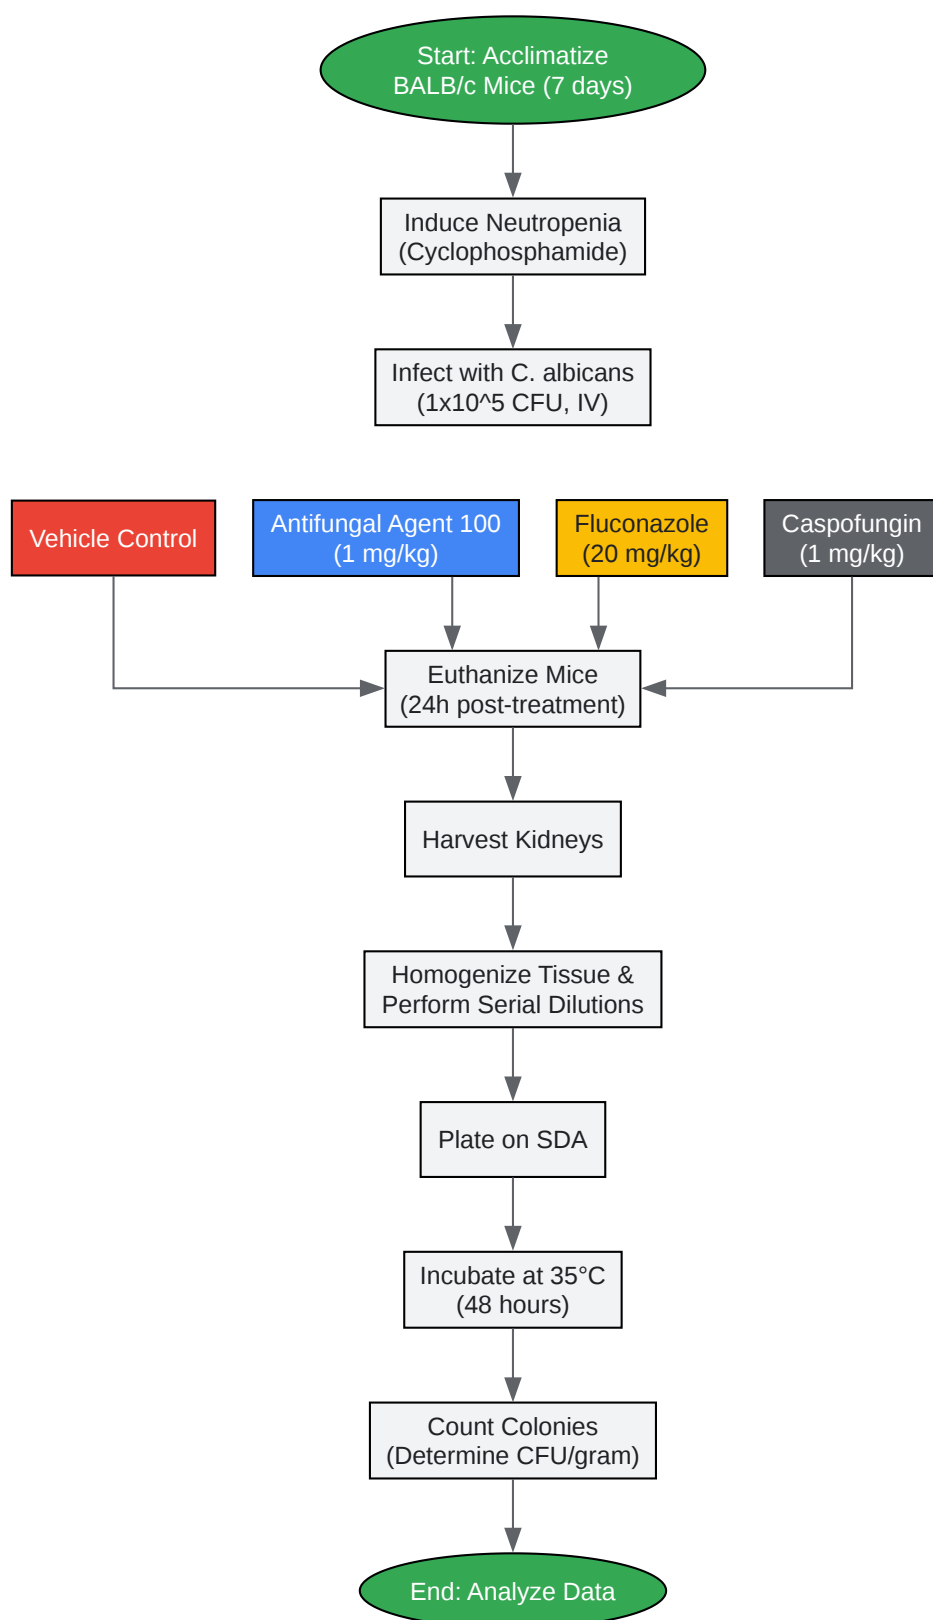 Start: Acclimatize
BALB/c Mice (7 days)
Induce Neutropenia
(Cyclophosphamide)
Infect with C. albicans
(1x10^5 CFU, IV)
Vehicle Control
Antifungal Agent 100
(1 mg/kg)
Fluconazole
(20 mg/kg)
Caspofungin
(1 mg/kg)
Euthanize Mice
(24h post-treatment)
Harvest Kidneys
Homogenize Tissue &
Perform Serial Dilutions
Plate on SDA
Incubate at 35°C
(48 hours)
Count Colonies
(Determine CFU/gram)
End: Analyze Data